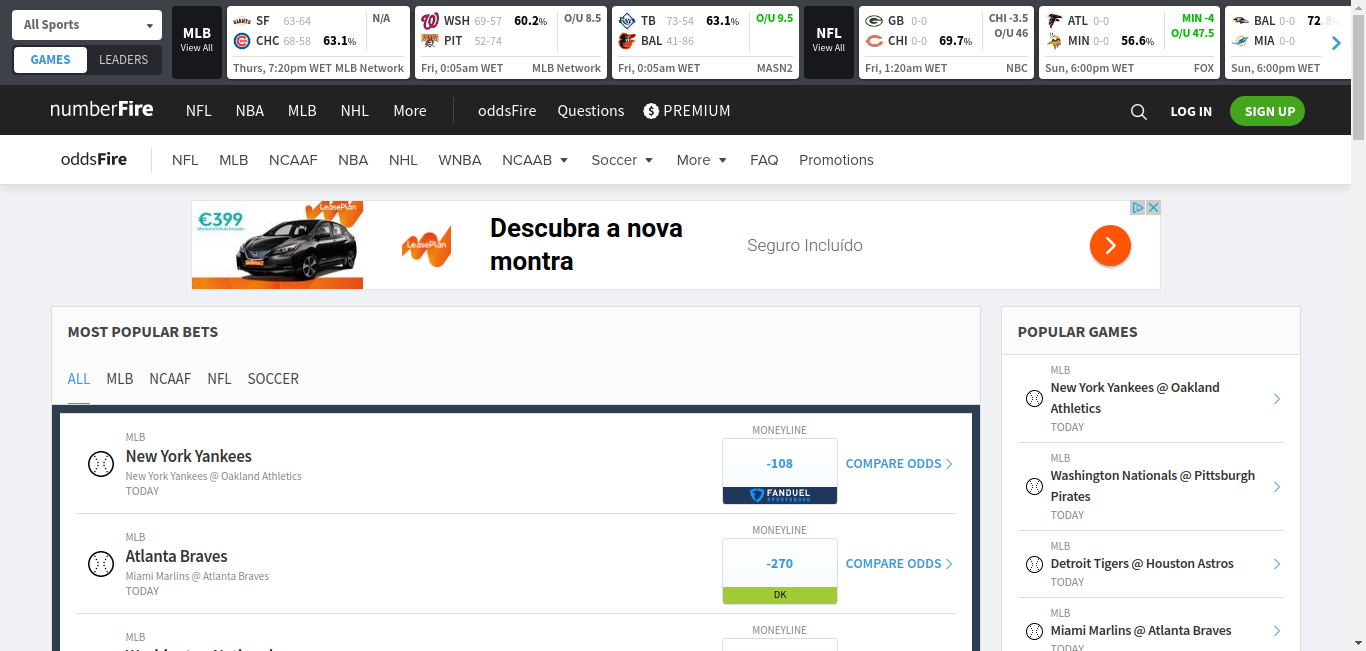 All Sports
GAMES
LEADERS
MLB
View All
SF 63-64
N/A
CHC 68-58 63.1%
Thurs, 7:20pm WET MLB Network
WSH 69-57 60.2%
O/U 8.5
PIT 52-74
Fri, 0:05am WET MLB Network
TB 73-54 63.1%
O/U 9.5
BAL 41-86
Fri, 0:05am WET MASN2
NFL
View All
GB 0-0
CHI -3.5
O/U 46
CHI 0-0 69.7%
Fri, 1:20am WET NBC
ATL 0-0
MIN -4
O/U 47.5
MIN 0-0 56.6%
Sun, 6:00pm WET FOX
BAL 0-0
MIA 0-0
Sun, 6:00pm WET
numberFire NFL NBA MLB NHL More oddsFire Questions $ PREMIUM LOG IN SIGN UP
oddsFire NFL MLB NCAAF NBA NHL WNBA NCAAB Soccer More FAQ Promotions
€399
LeasePlan
LeasePlan
LeasePlan
Descubra a nova
montra
Seguro Incluído
MOST POPULAR BETS
ALL MLB NCAAF NFL SOCCER
MLB
New York Yankees
New York Yankees @ Oakland Athletics
TODAY
MONEYLINE
-108
FANDUEL
SPORTSBOOK
COMPARE ODDS
MLB
Atlanta Braves
Miami Marlins @ Atlanta Braves
TODAY
MONEYLINE
-270
DK
COMPARE ODDS
MLB
MONEYLINE
POPULAR GAMES
MLB
New York Yankees @ Oakland
Athletics
TODAY
MLB
Washington Nationals @ Pittsburgh
Pirates
TODAY
MLB
Detroit Tigers @ Houston Astros
TODAY
MLB
Miami Marlins @ Atlanta Braves
TODAY